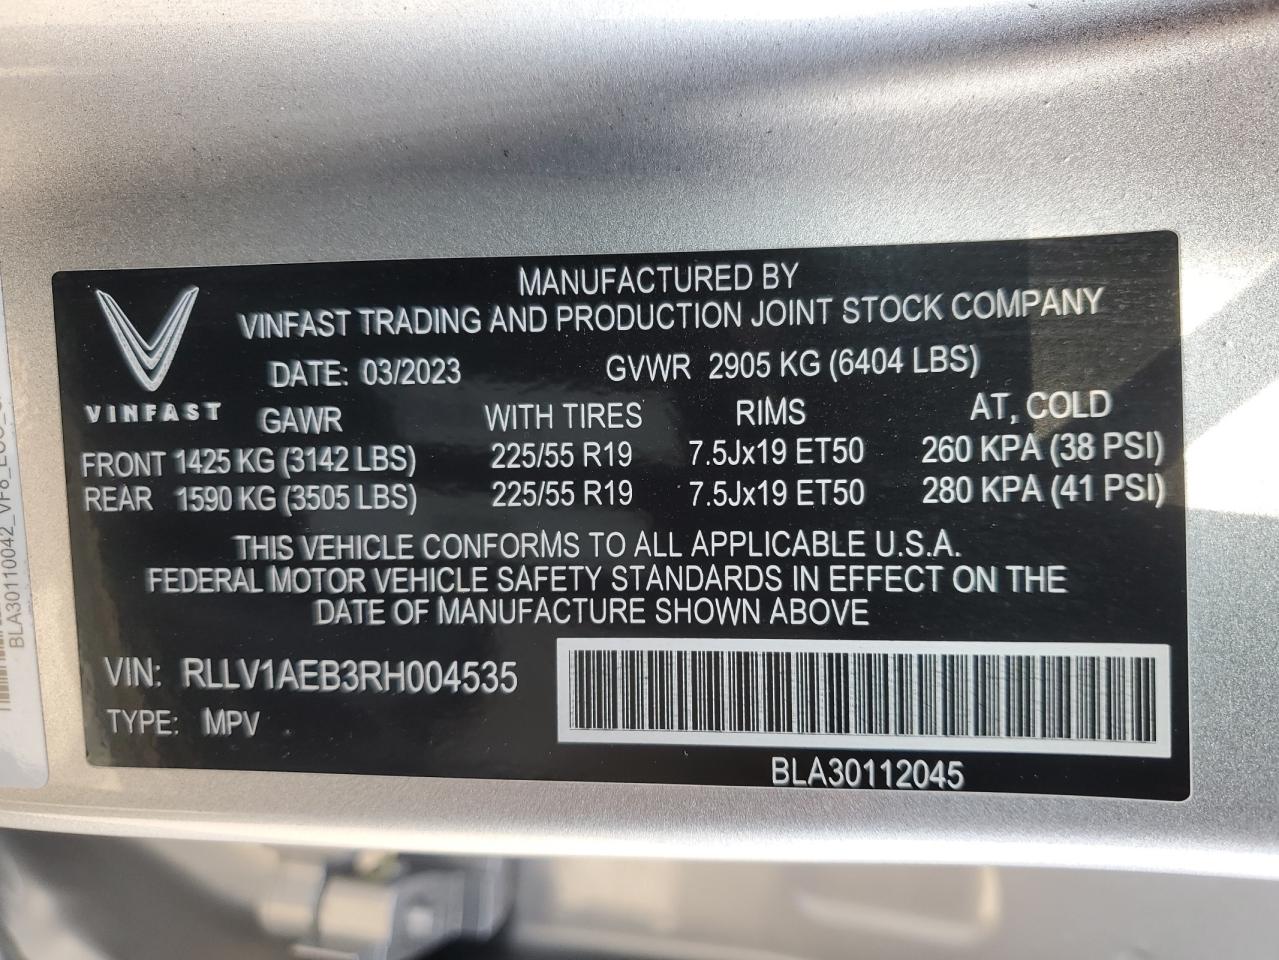 MANUFACTURED BY
VINFAST TRADING AND PRODUCTION JOINT STOCK COMPANY
DATE: 03/2023 GVWR 2905 KG (6404 LBS)
VINFAST
GAWR WITH TIRES RIMS AT, COLD
FRONT 1425 KG (3142 LBS) 225/55 R19 7.5Jx19 ET50 260 KPA (38 PSI)
REAR 1590 KG (3505 LBS) 225/55 R19 7.5Jx19 ET50 280 KPA (41 PSI)
THIS VEHICLE CONFORMS TO ALL APPLICABLE U.S.A.
FEDERAL MOTOR VEHICLE SAFETY STANDARDS IN EFFECT ON THE
DATE OF MANUFACTURE SHOWN ABOVE
VIN: RLLV1AEB3RH004535
TYPE: MPV
BLA30112045
BLA30110042_VF8_